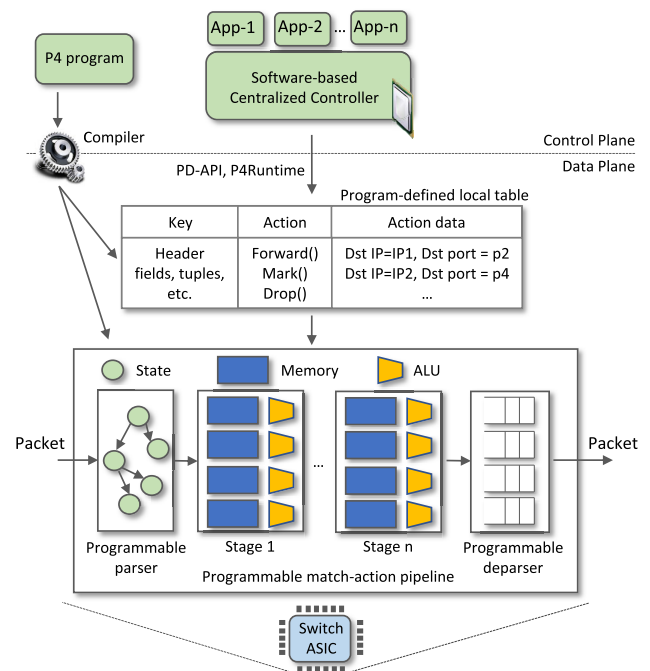 App-1
App-2
...
App-n
P4 program
Software-based
Centralized Controller
Compiler
Control Plane
Data Plane
PD-API, P4Runtime
Program-defined local table
Key
Action
Action data
Header
fields, tuples,
etc.
Forward()
Mark()
Drop()
Dst IP=IP1, Dst port = p2
Dst IP=IP2, Dst port = p4
...
State
Memory
ALU
Packet
...
Packet
Programmable
parser
Stage 1
Stage n
Programmable
deparser
Programmable match-action pipeline
Switch
ASIC